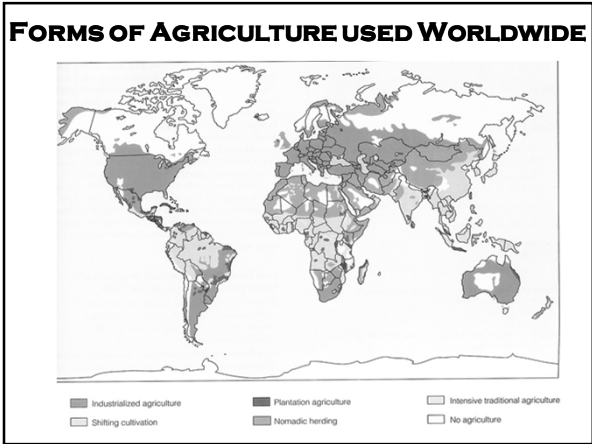 FORMS OF AGRICULTURE USED WORLDWIDE
Industrialized agriculture
Plantation agriculture
Intensive traditional agriculture
Shifting cultivation
Nomadic herding
No agriculture